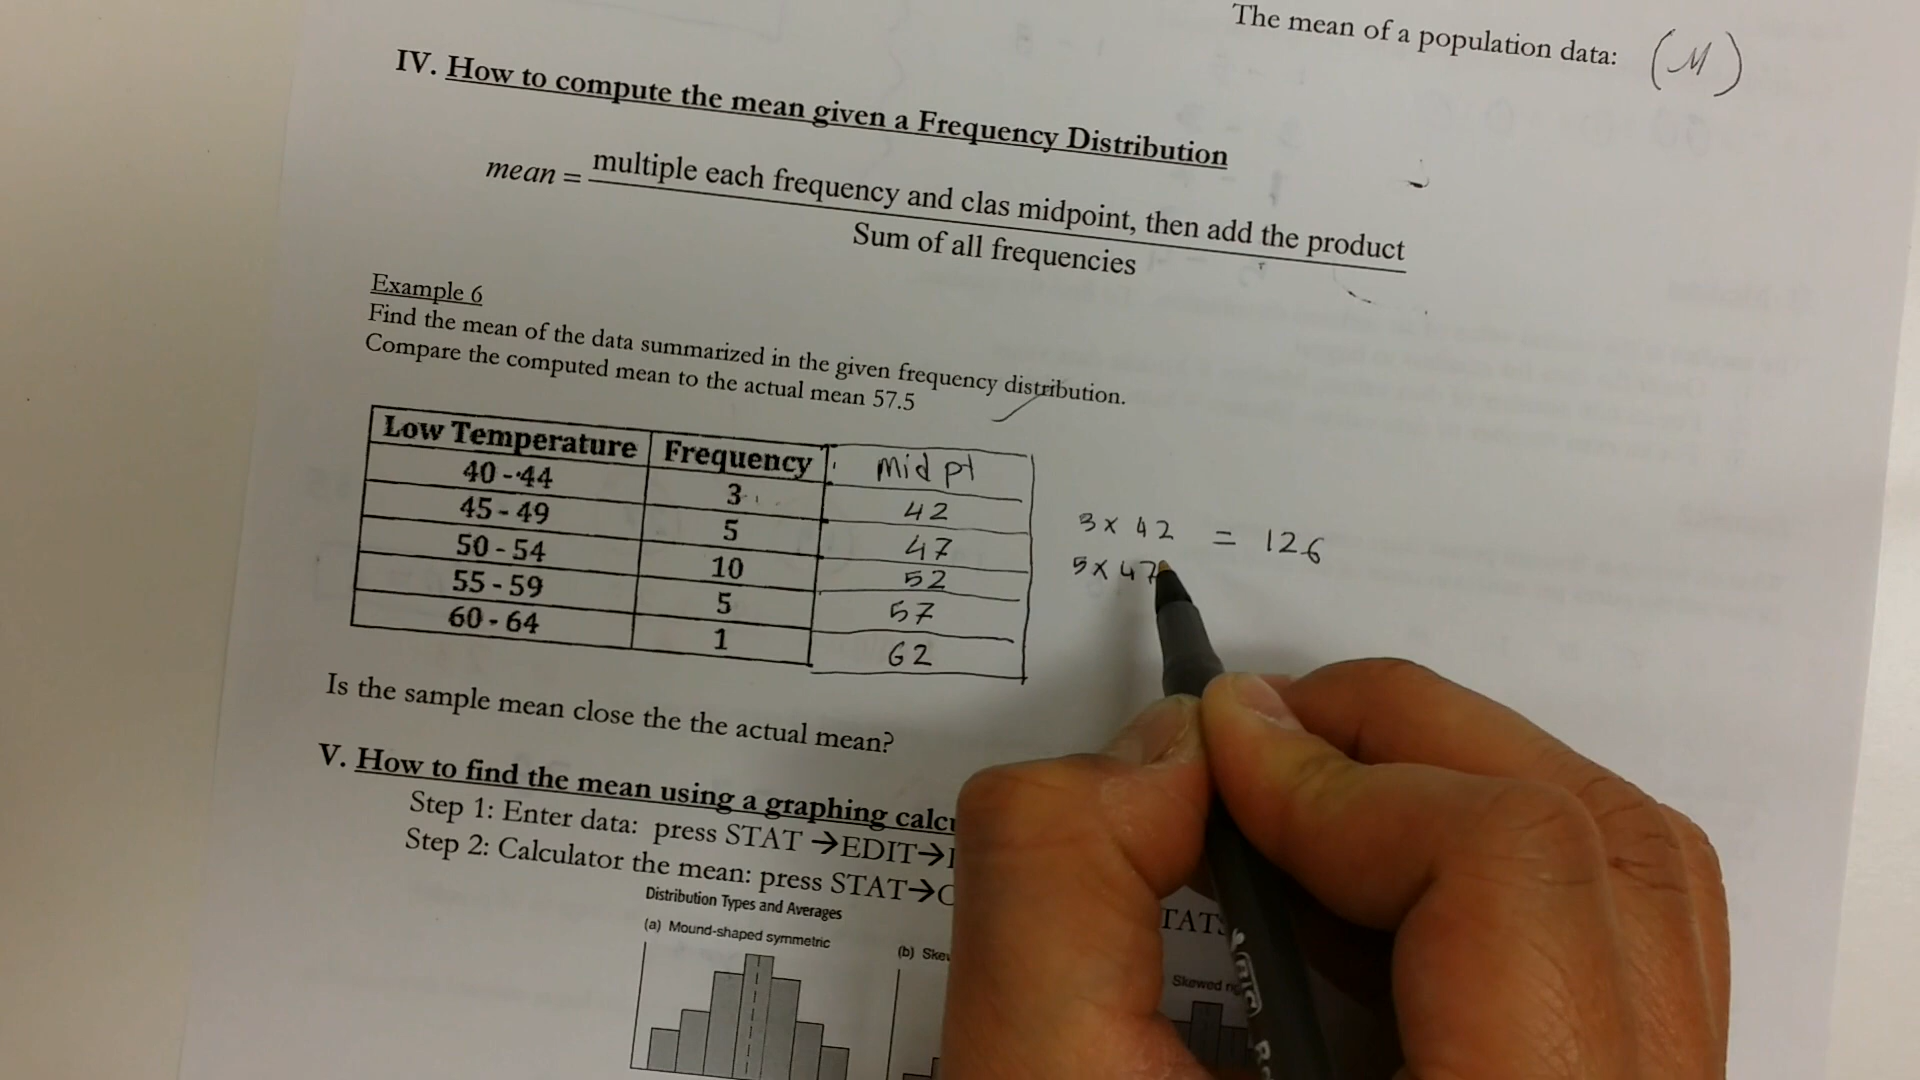 The mean of a population data: (M)
IV. How to compute the mean given a Frequency Distribution
mean = multiple each frequency and clas midpoint, then add the product
Sum of all frequencies
Example 6
Find the mean of the data summarized in the given frequency distribution.
Compare the computed mean to the actual mean 57.5
Low Temperature Frequency mid pt
40 - 44 3 42
45 - 49 5 47
50 - 54 10 52
55 - 59 5 57
60 - 64 1 62
3 x 42 = 126
5 x 47
Is the sample mean close the the actual mean?
V. How to find the mean using a graphing
Step 1: Enter data: press STAT →EDIT→
Step 2: Calculator the mean: press STAT→
Distribution Types and Averages
(a) Mound-shaped symmetric
(b)
Skewed